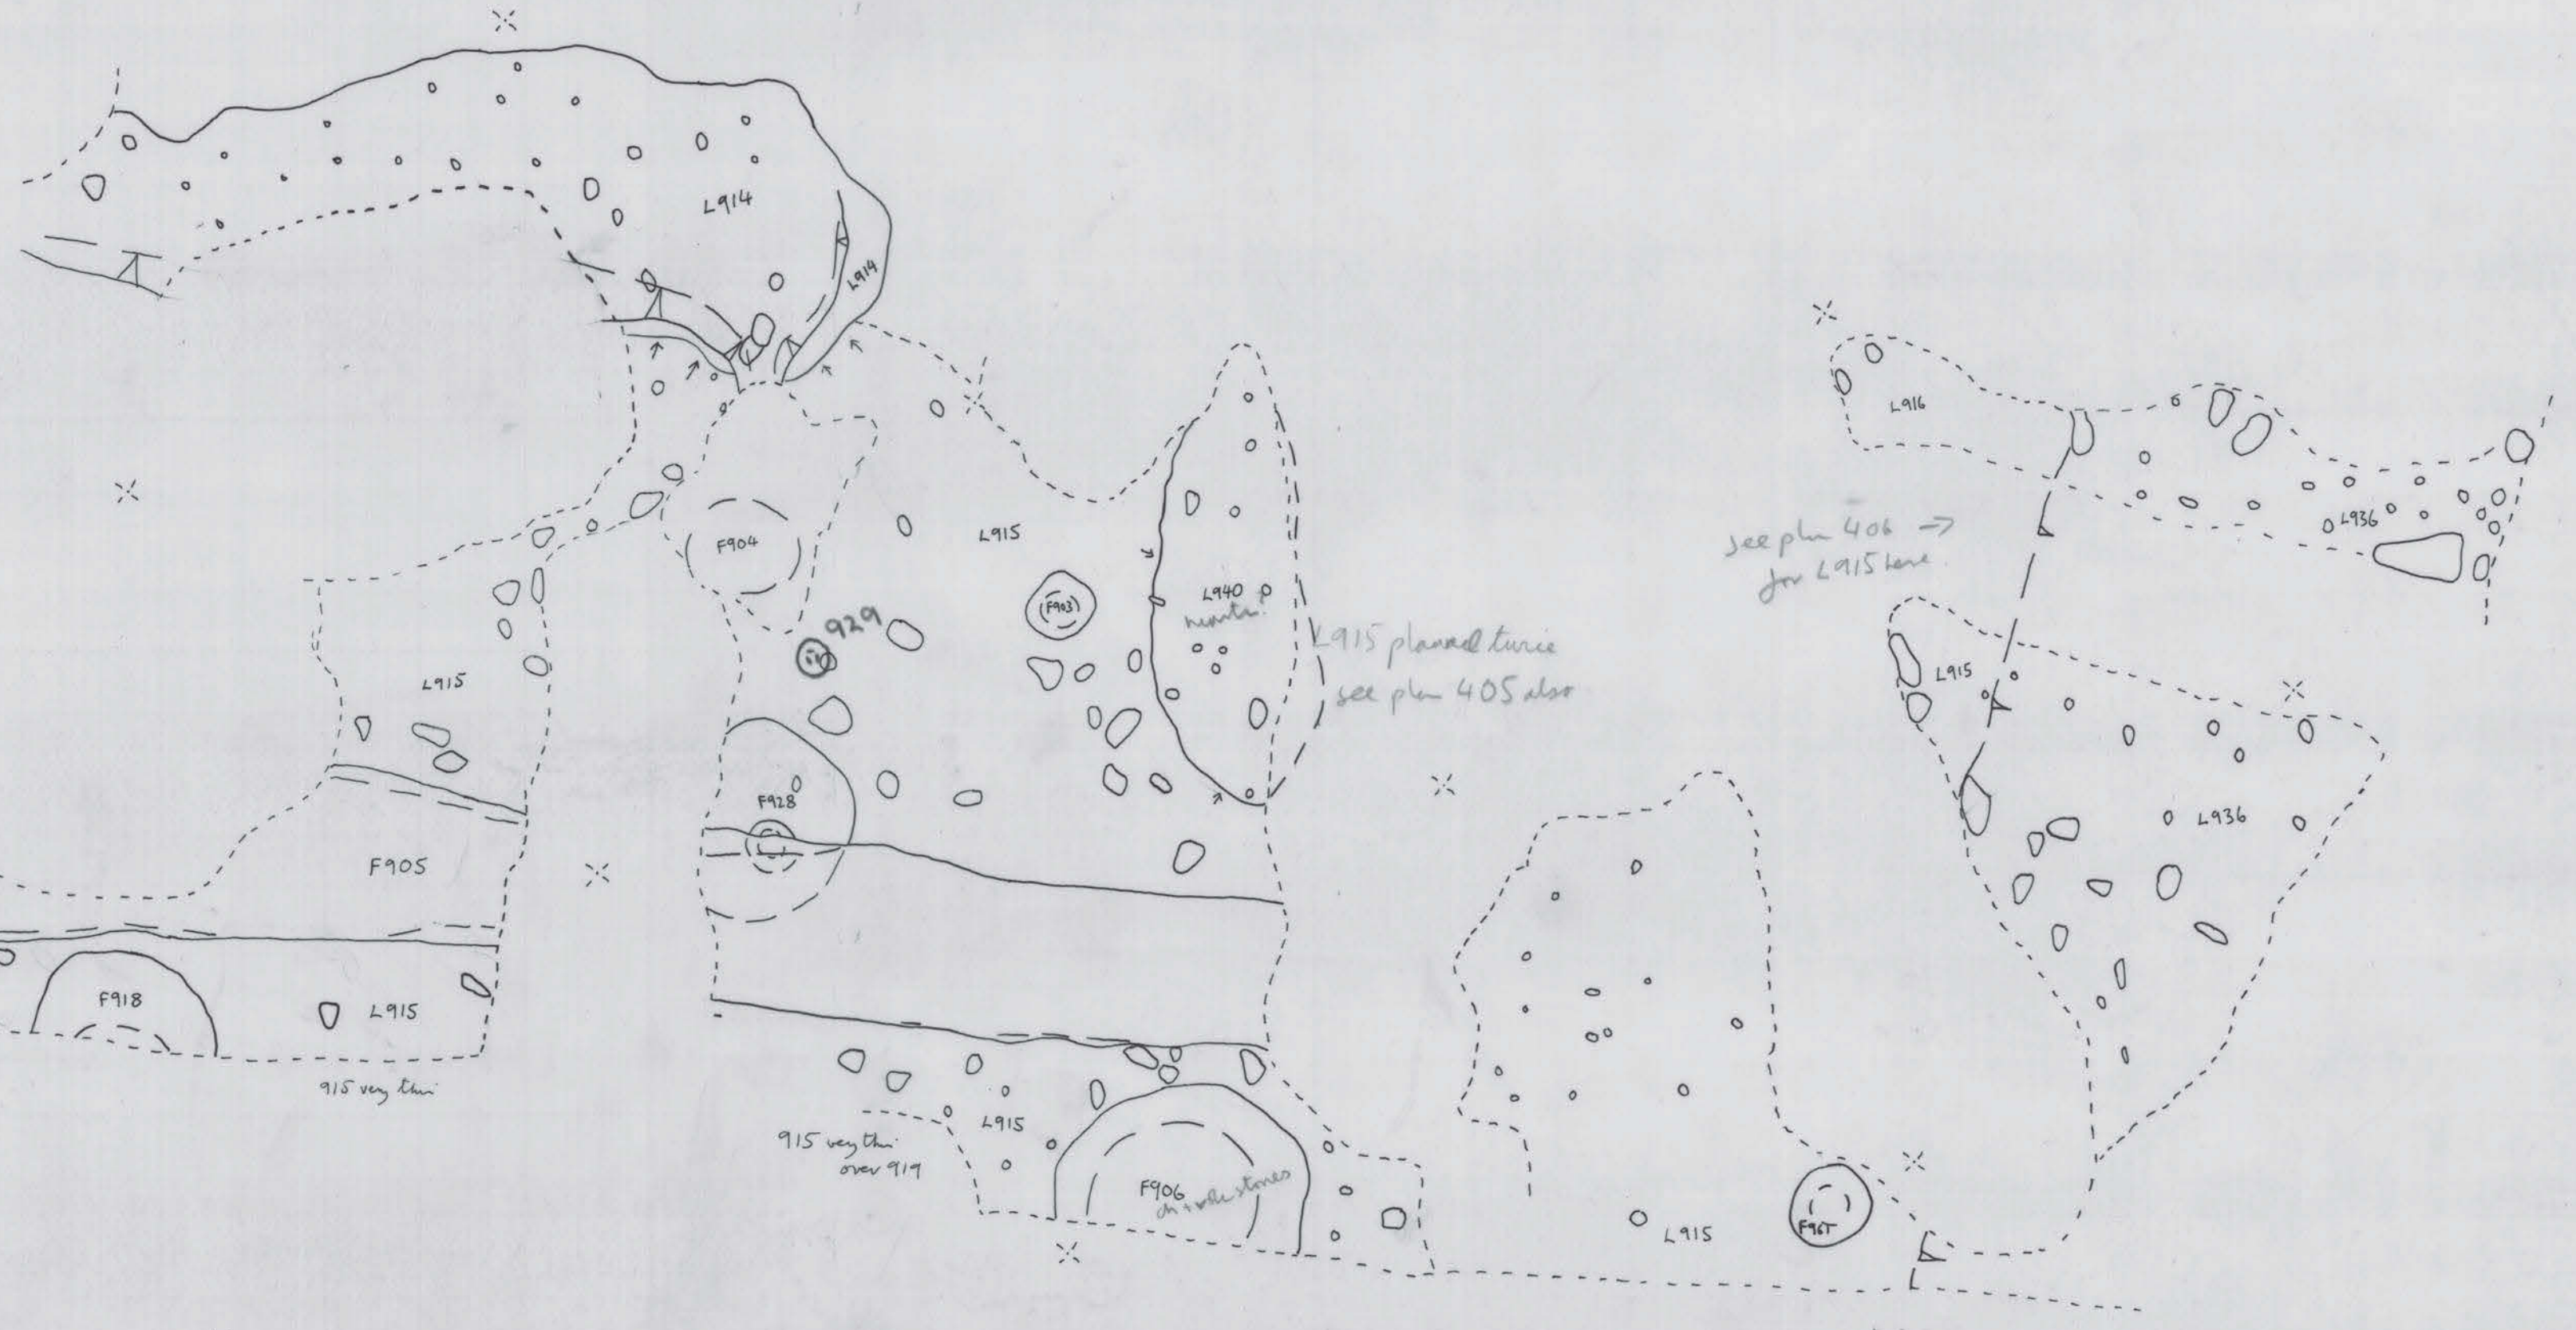 L914
L914
L916
L936
see plan 406 →
for L915 here
F904
L915
F903
L940
929
L915 planned twice
see plan 405 also
L915
L915
F928
L936
F905
F918
L915
915 very thin
L915
915 very thin
over 919
F906
stones
L915